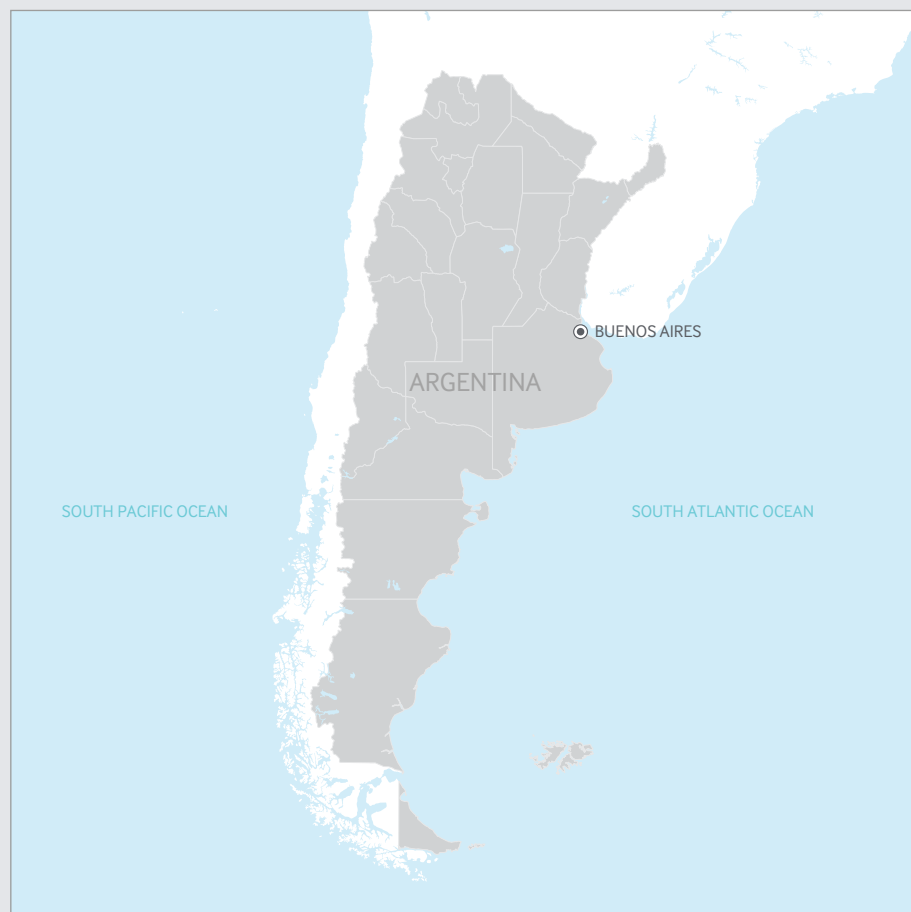 BUENOS AIRES
ARGENTINA
SOUTH PACIFIC OCEAN
SOUTH ATLANTIC OCEAN